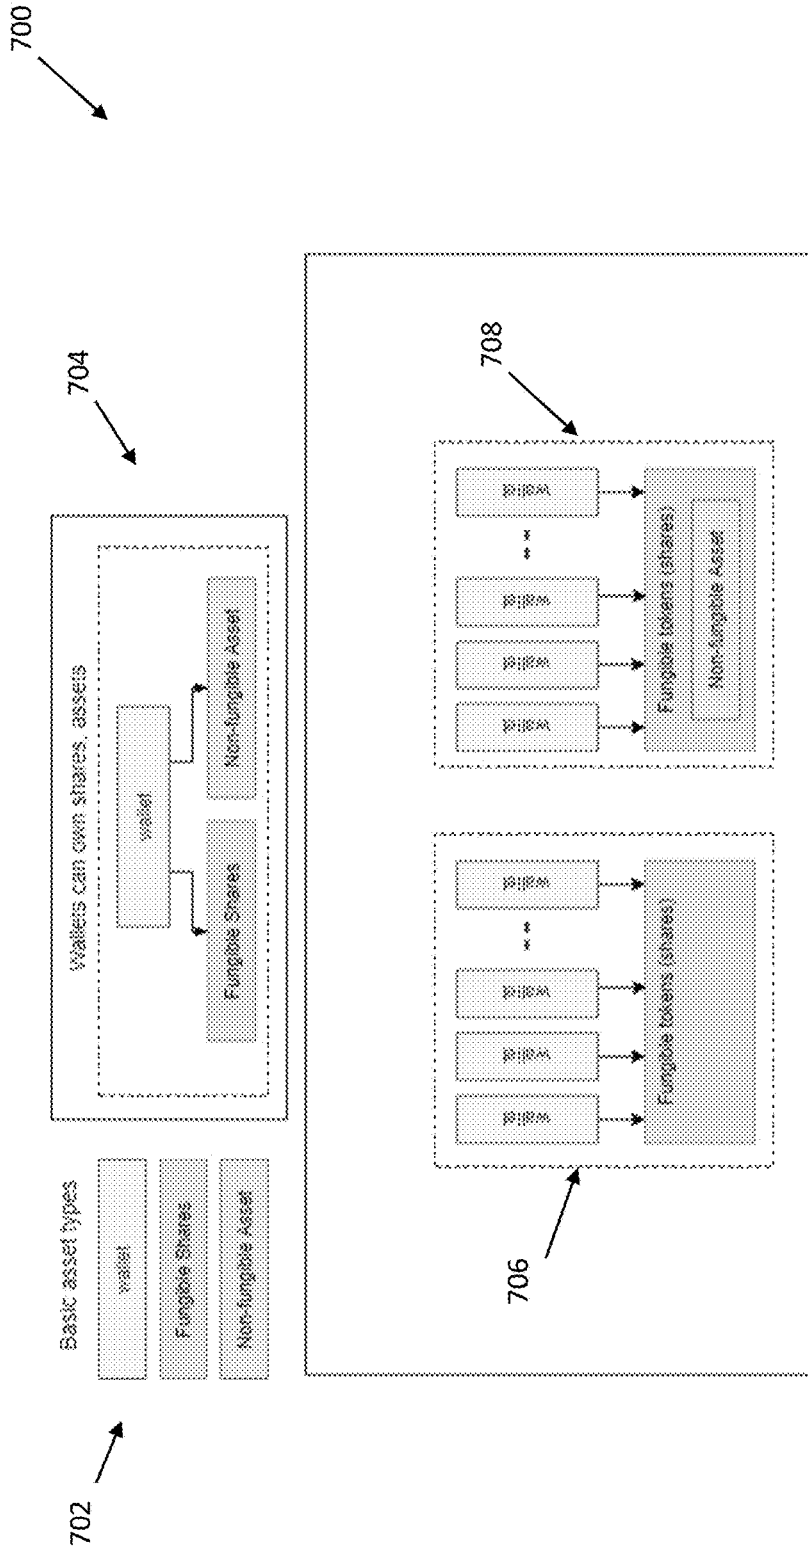 700
704
702
Basic asset types
wallet
Fungible Shares
Non-fungible Asset
Wallets can own shares, assets
wallet
Fungible Shares
Non-fungible Asset
706
wallet
wallet
wallet
wallet
Fungible tokens (shares)
708
wallet
wallet
wallet
wallet
Fungible tokens (shares)
Non-fungible Asset